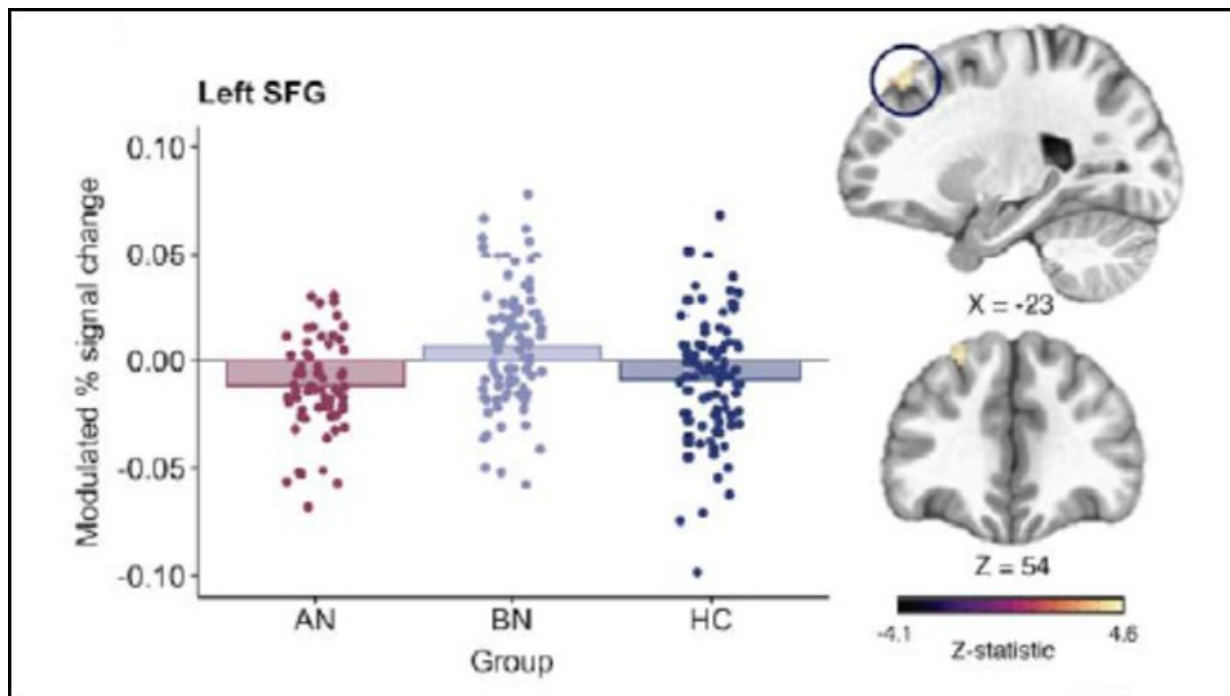 Left SFG
Modulated % signal change
0.10
0.05
0.00
-0.05
-0.10
AN BN HC
Group
X = -23
Z = 54
-4.1 4.6
Z-statistic